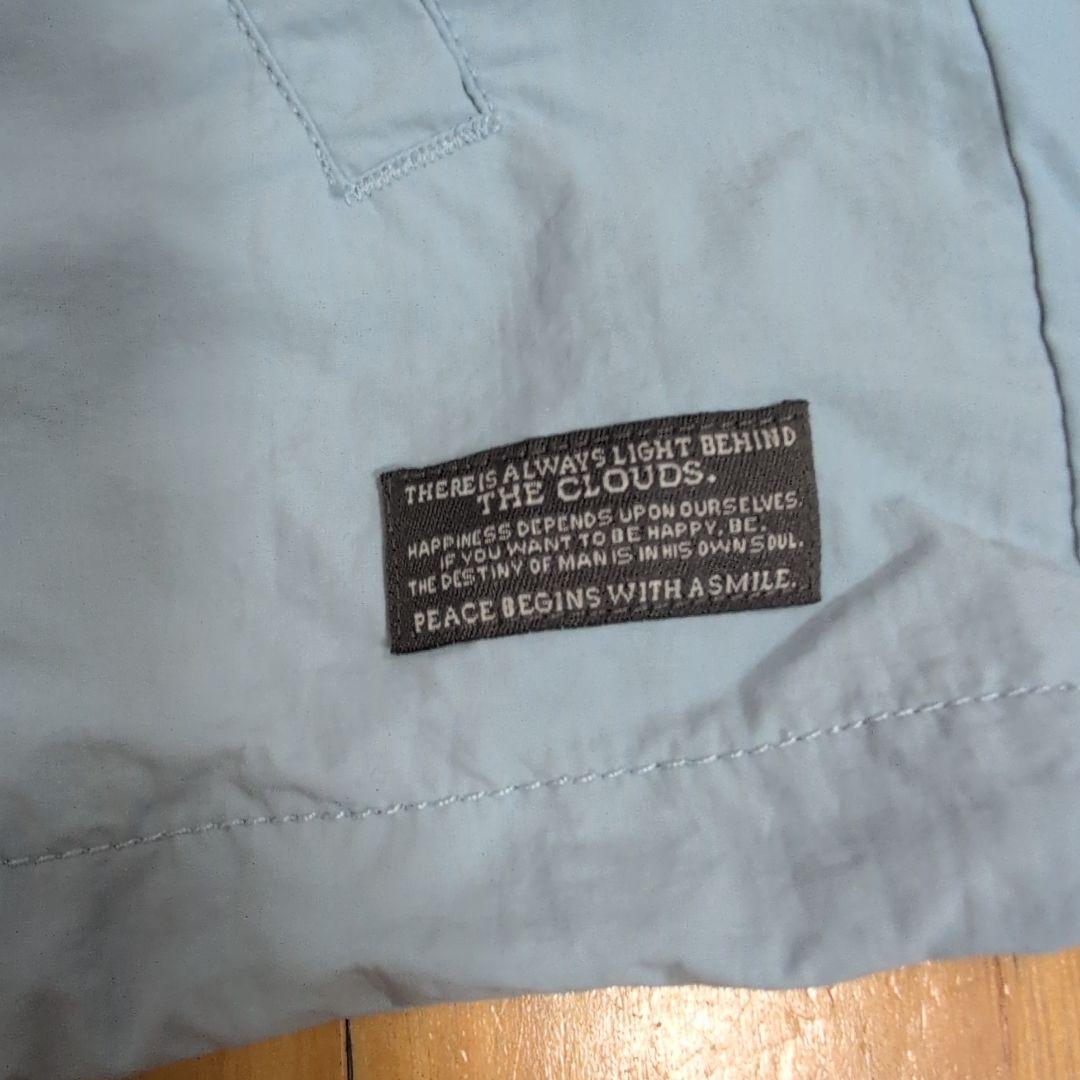 THERE IS ALWAYS LIGHT BEHIND
THE CLOUDS.
HAPPINESS DEPENDS UPON OURSELVES.
IF YOU WANT TO BE HAPPY, BE.
THE DESTINY OF MAN IS IN HIS OWN SOUL.
PEACE BEGINS WITH A SMILE.